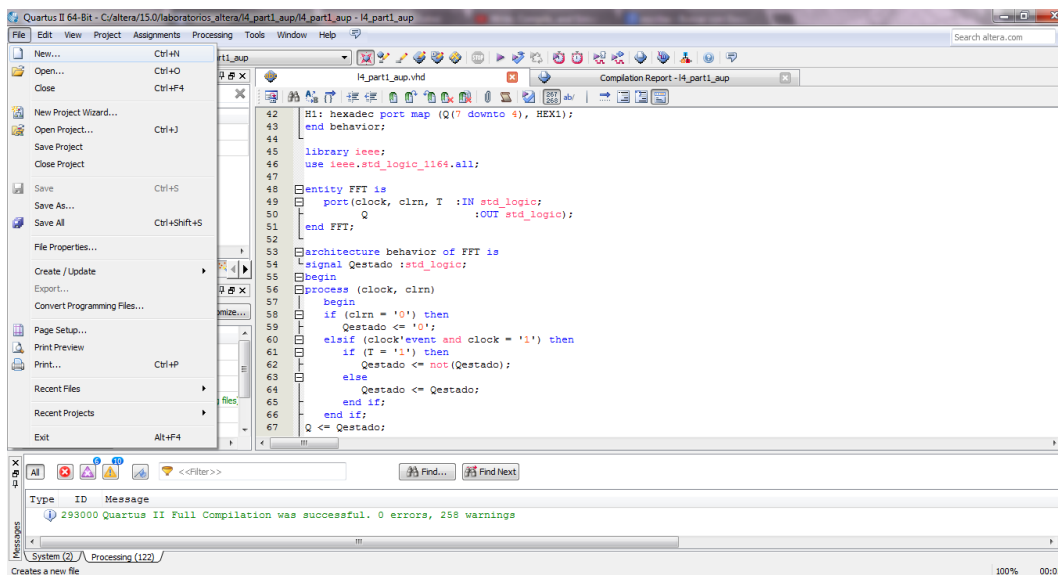 Quartus II 64-Bit - C:/altera/15.0/laboratorios_altera/l4_part1_aup/l4_part1_aup - l4_part1_aup
File Edit View Project Assignments Processing Tools Window Help
Search altera.com
New... Ctrl+N
Open... Ctrl+O
Close Ctrl+F4
New Project Wizard...
Open Project... Ctrl+J
Save Project
Close Project
Save Ctrl+S
Save As...
Save All Ctrl+Shift+S
File Properties...
Create / Update
Export...
Convert Programming Files...
Page Setup...
Print Preview
Print... Ctrl+P
Recent Files
Recent Projects
Exit Alt+F4
rt1_aup
omize...
files
l4_part1_aup.vhd
Compilation Report - l4_part1_aup
267
268
ab/
42 H1: hexadec port map (Q(7 downto 4), HEX1);
43 end behavior;
44
45 library ieee;
46 use ieee.std_logic_1164.all;
47
48 entity FFT is
49 port(clock, clrn, T :IN std_logic;
50 Q :OUT std_logic);
51 end FFT;
52
53 architecture behavior of FFT is
54 signal Qestado :std_logic;
55 begin
56 process (clock, clrn)
57 begin
58 if (clrn = '0') then
59 Qestado <= '0';
60 elsif (clock'event and clock = '1') then
61 if (T = '1') then
62 Qestado <= not(Qestado);
63 else
64 Qestado <= Qestado;
65 end if;
66 end if;
67 Q <= Qestado;
All
6
10
<<Filter>>
Find...
Find Next
Type ID Message
293000 Quartus II Full Compilation was successful. 0 errors, 258 warnings
Messages
System (2) Processing (122)
Creates a new file
100% 00:0